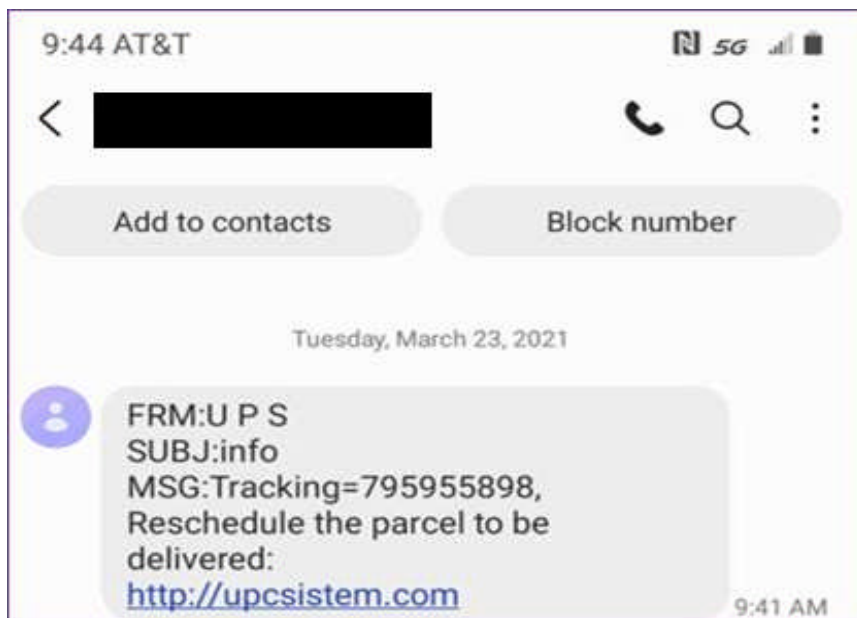 9:44 AT&T 5G
Add to contacts Block number
Tuesday, March 23, 2021
FRM:U P S
SUBJ:info
MSG:Tracking=795955898,
Reschedule the parcel to be
delivered:
http://upcsistem.com
9:41 AM